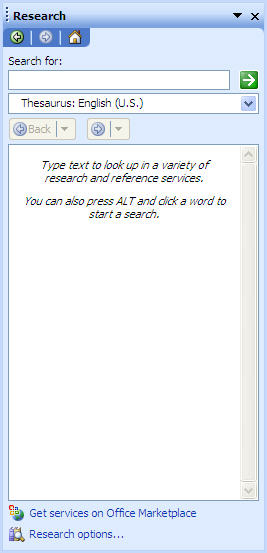 Research
Search for:
Thesaurus: English (U.S.)
Back
Type text to look up in a variety of
research and reference services.
You can also press ALT and click a word to
start a search.
Get services on Office Marketplace
Research options...